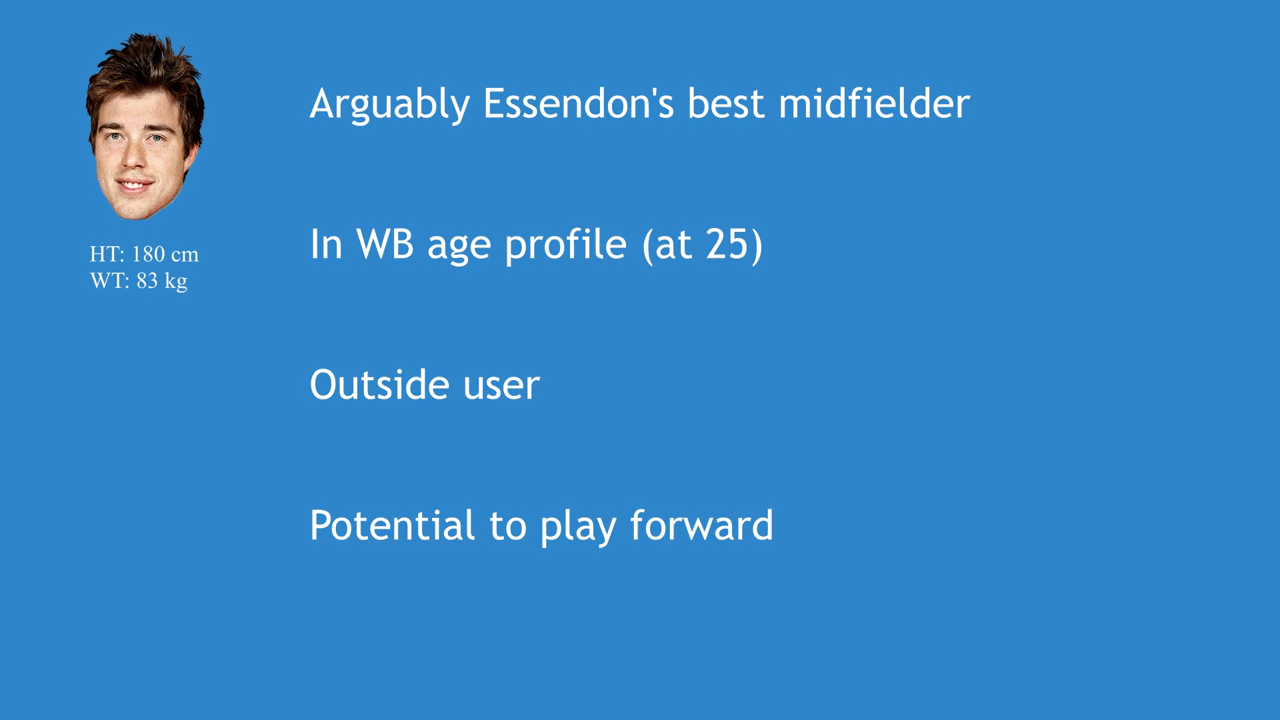 Arguably Essendon's best midfielder
HT: 180 cm
WT: 83 kg
In WB age profile (at 25)
Outside user
Potential to play forward